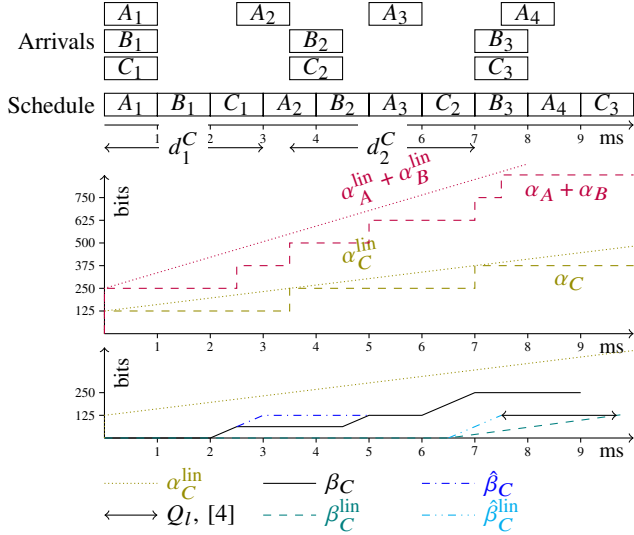 A₁ A₂ A₃ A₄
Arrivals B₁ B₂ B₃
C₁ C₂ C₃
Schedule A₁ B₁ C₁ A₂ B₂ A₃ C₂ B₃ A₄ C₃
1 2 3 4 5 6 7 8 9 ms
d₁^C d₂^C
bits
α_A^lin + α_B^lin
750
α_A + α_B
625
500
α_C^lin
375
α_C
250
125
1 2 3 4 5 6 7 8 9 ms
bits
250
125
1 2 3 4 5 6 7 8 9 ms
α_C^lin β_C β̂_C
Q_l, [4] β_C^lin β̂_C^lin